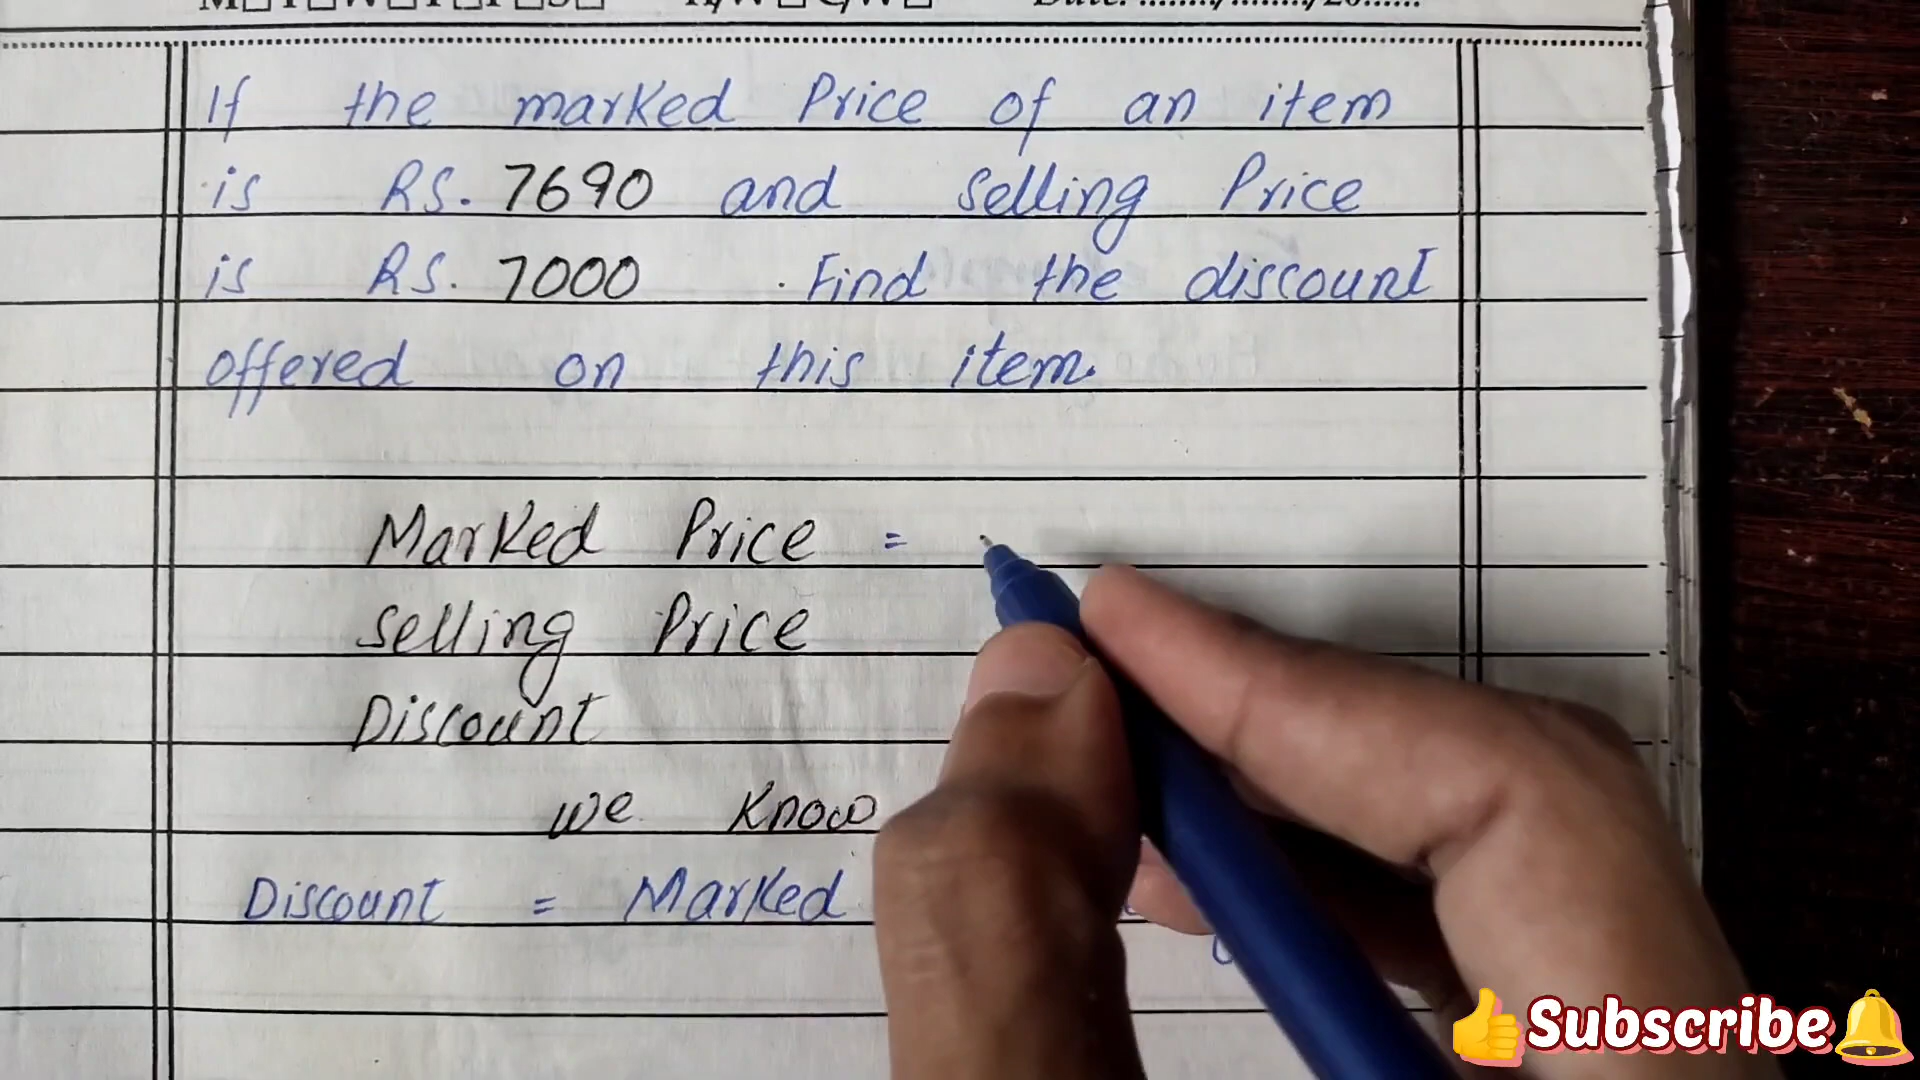 If the marked Price of an item
is RS. 7690 and selling Price
is RS. 7000 . Find the discount
offered on this item.
Marked Price =
selling Price
Discount
we Know
Discount = Marked
Subscribe